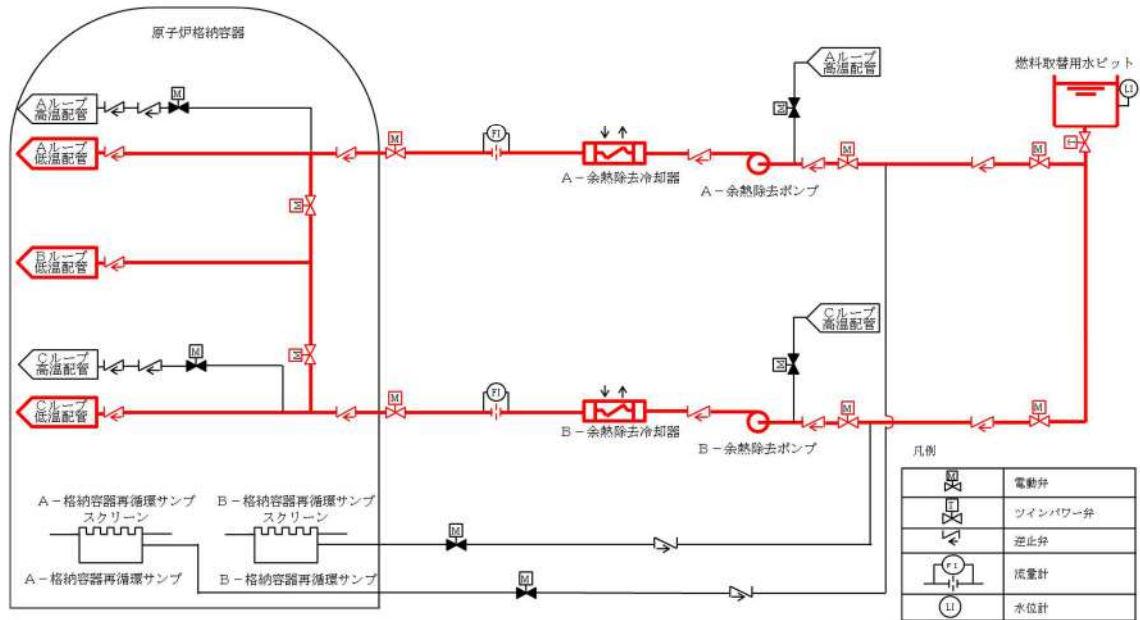 原子炉格納容器
Aループ
高温配管
燃料取替用水ピット
LI
M
M
Aループ
高温配管
T
Aループ
低温配管
M
FI
M
M
A-余熱除去冷却器
A-余熱除去ポンプ
M
Bループ
低温配管
Cループ
高温配管
M
Cループ
高温配管
M
M
Cループ
低温配管
M
FI
M
M
B-余熱除去冷却器
B-余熱除去ポンプ
A-格納容器再循環サンプ
スクリーン
B-格納容器再循環サンプ
スクリーン
M
A-格納容器再循環サンプ
B-格納容器再循環サンプ
M
凡例
M
電動弁
T
ツインパワー弁
逆止弁
FI
流量計
LI
水位計